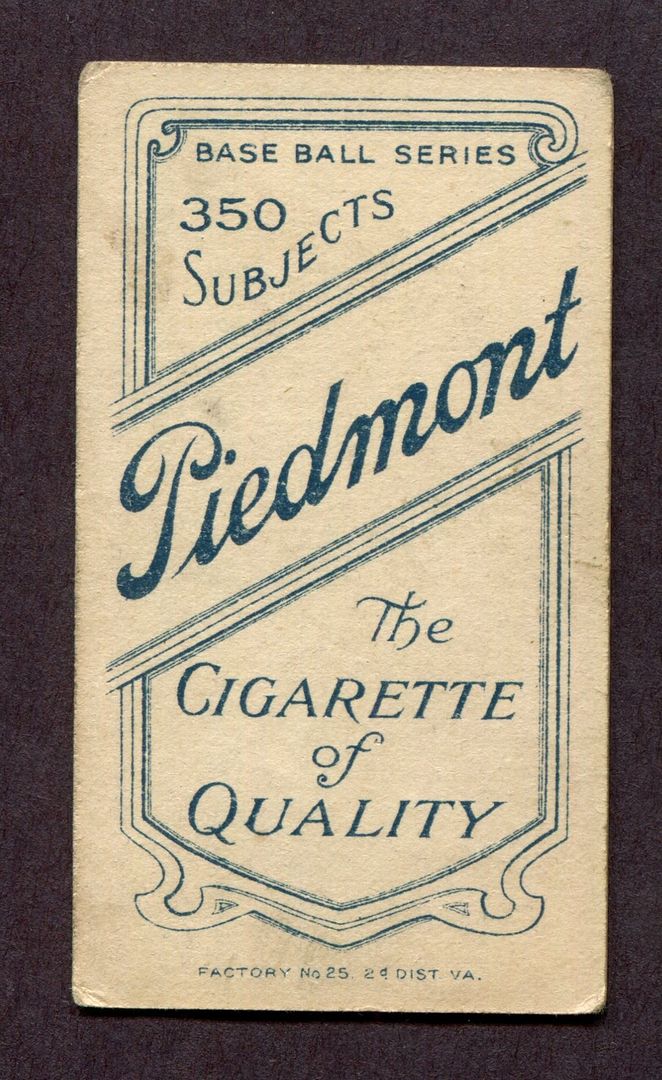 BASE BALL SERIES
350
SUBJECTS
Piedmont
The
CIGARETTE
of
QUALITY
FACTORY No 25. 2d DIST. VA.